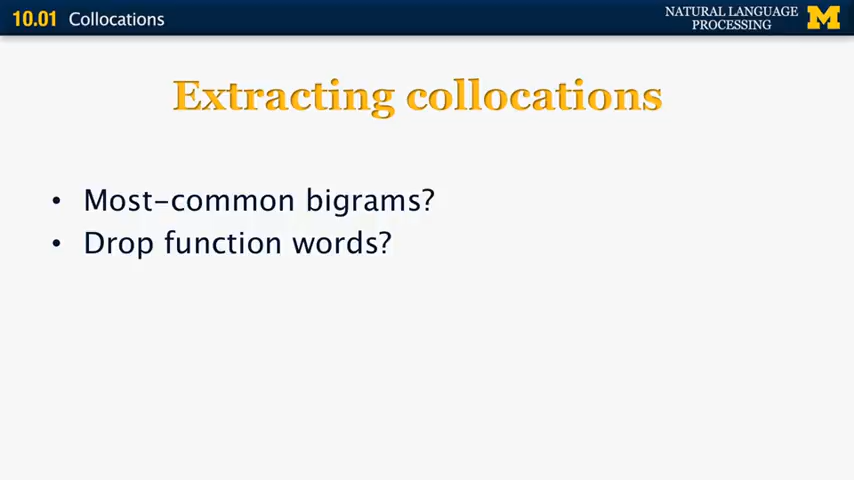 10.01 Collocations
NATURAL LANGUAGE
PROCESSING
M
Extracting collocations
• Most-common bigrams?
• Drop function words?